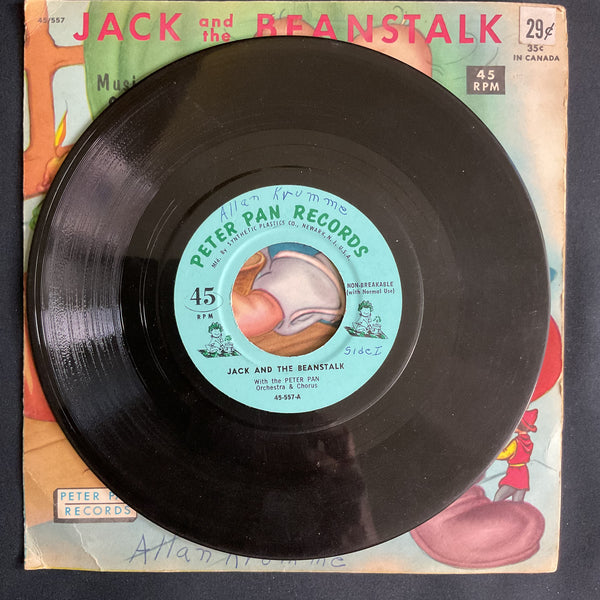 45/557
JACK and the BEANSTALK
29¢
35¢
IN CANADA
45
RPM
Musi
Allan Krumme
PETER PAN RECORDS
Mfd. by SYNTHETIC PLASTICS CO., NEWARK, N. J., U.S.A.
45
RPM
NON-BREAKABLE
(with Normal Use)
Side I
JACK AND THE BEANSTALK
With the PETER PAN
Orchestra & Chorus
45-557-A
PETER
RECORDS
Allan Krumme